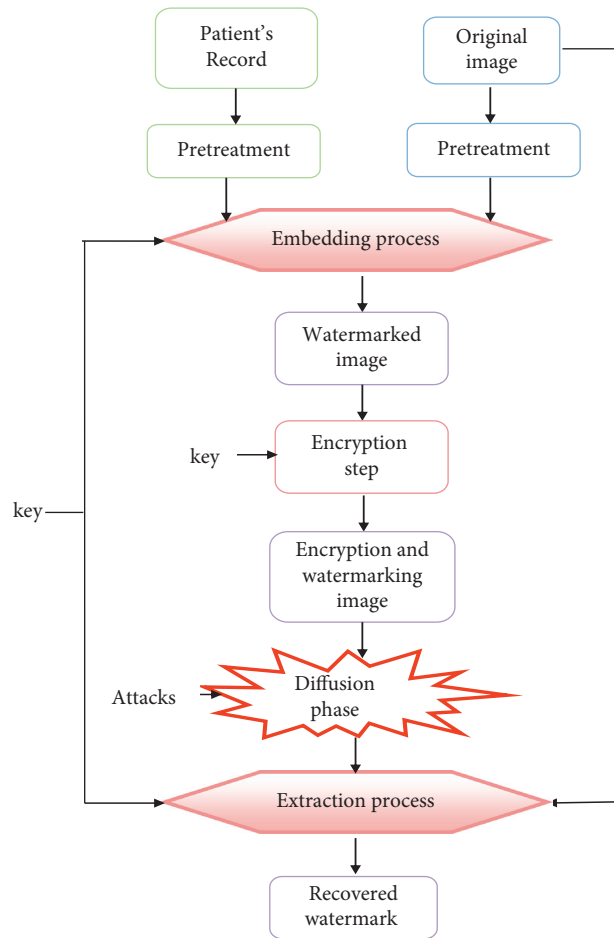 Patient's
Record
Original
image
Pretreatment
Pretreatment
Embedding process
Watermarked
image
key
Encryption
step
key
Encryption and
watermarking
image
Attacks
Diffusion
phase
Extraction process
Recovered
watermark